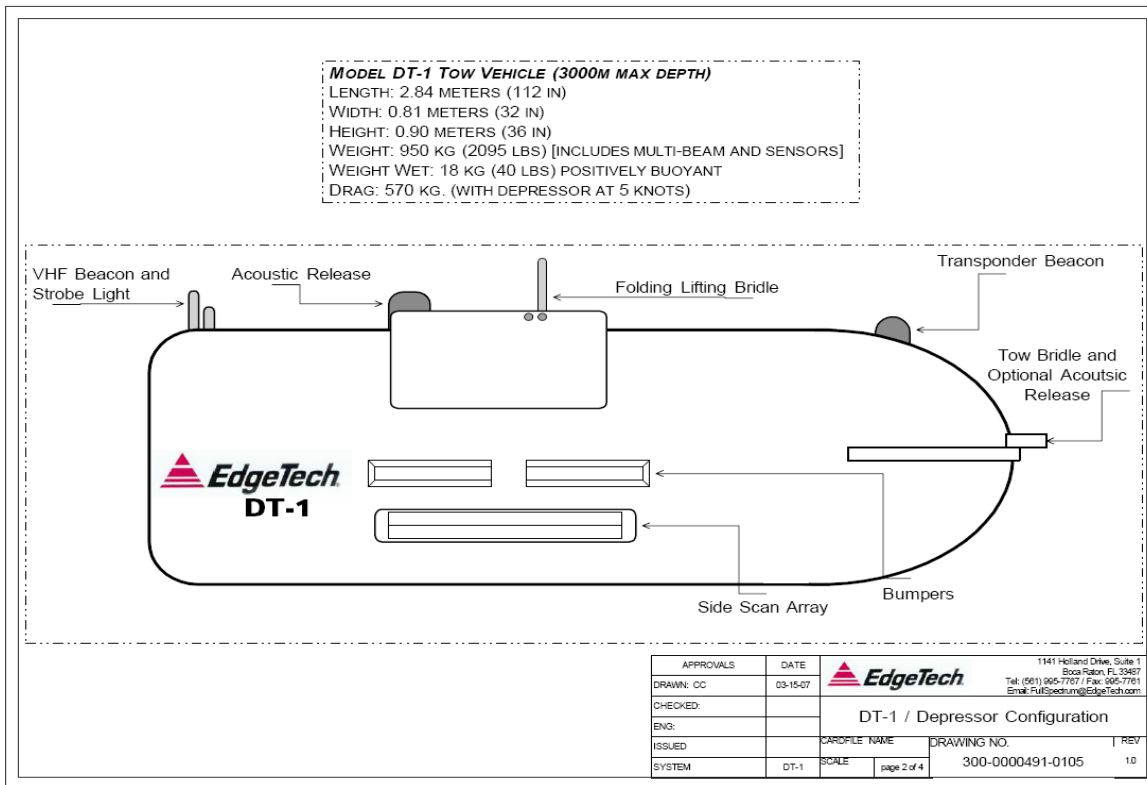 MODEL DT-1 TOW VEHICLE (3000M MAX DEPTH)
LENGTH: 2.84 METERS (112 IN)
WIDTH: 0.81 METERS (32 IN)
HEIGHT: 0.90 METERS (36 IN)
WEIGHT: 950 KG (2095 LBS) [INCLUDES MULTI-BEAM AND SENSORS]
WEIGHT WET: 18 KG (40 LBS) POSITIVELY BUOYANT
DRAG: 570 KG. (WITH DEPRESSOR AT 5 KNOTS)
VHF Beacon and
Strobe Light
Acoustic Release
Folding Lifting Bridle
Transponder Beacon
Tow Bridle and
Optional Acoutsic
Release
EdgeTech
DT-1
Side Scan Array
Bumpers
APPROVALS
DATE
DRAWN: CC
03-15-07
CHECKED:
ENG:
ISSUED
SYSTEM
DT-1
EdgeTech
1141 Holland Drive, Suite 1
Boca Raton, FL 33487
Tel: (561) 995-7767 / Fax: 995-7761
Email: FullSpectrum@EdgeTech.com
DT-1 / Depressor Configuration
CARDFILE NAME
SCALE
page 2 of 4
DRAWING NO.
300-0000491-0105
REV
1.0